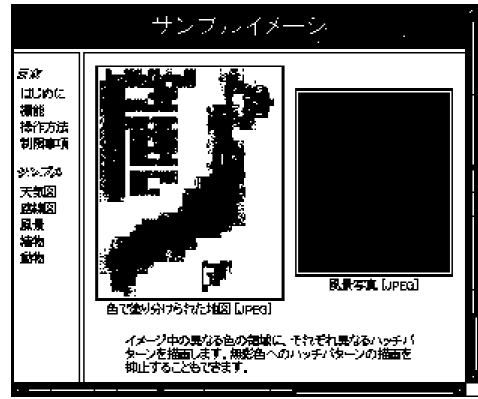 サンプルイメージ
目次
はじめに
機能
操作方法
制限事項
サンプル
天気図
路線図
風景
植物
動物
色で塗り分けられた地図 [JPEG]
風景写真 [JPEG]
イメージ中の異なる色の領域に、それぞれ異なるハッチパ
ターンを描画します。無彩色へのハッチパターンの描画を
抑止することもできます。